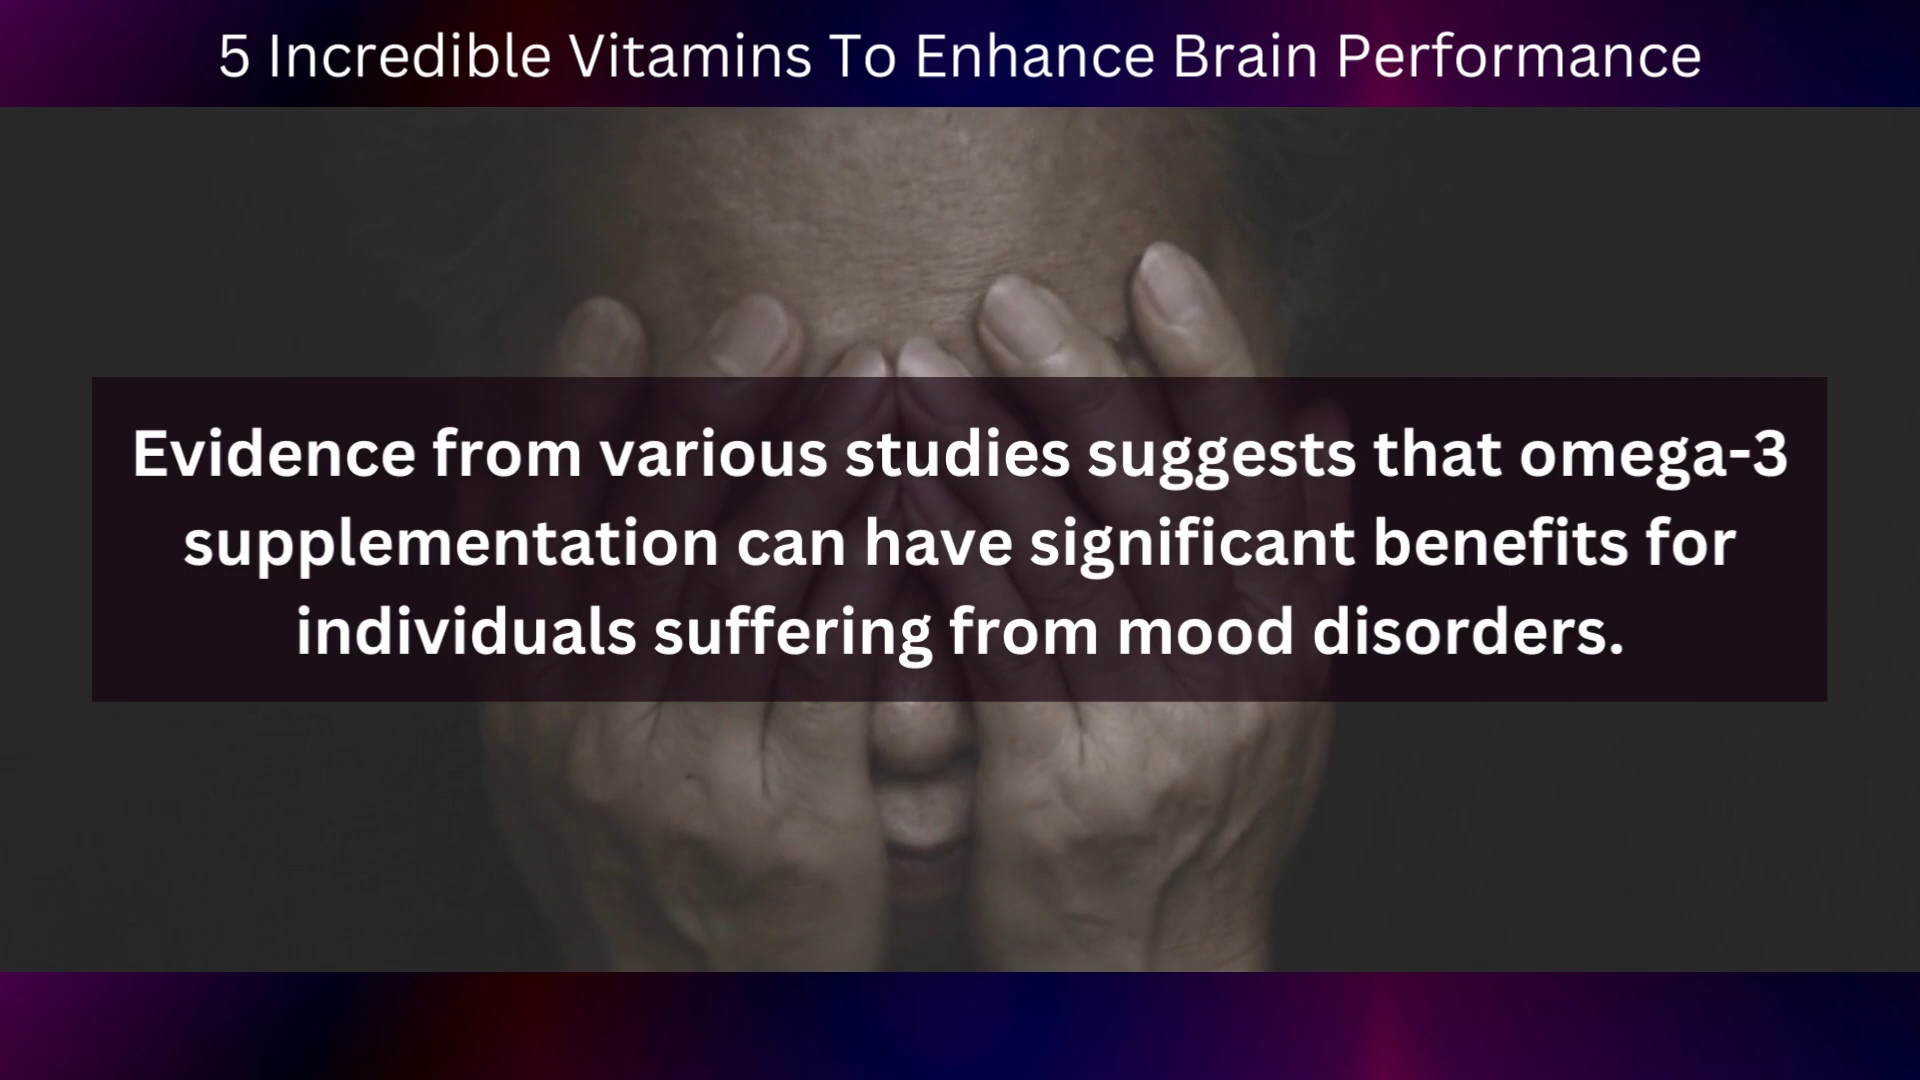 5 Incredible Vitamins To Enhance Brain Performance
Evidence from various studies suggests that omega-3
supplementation can have significant benefits for
individuals suffering from mood disorders.